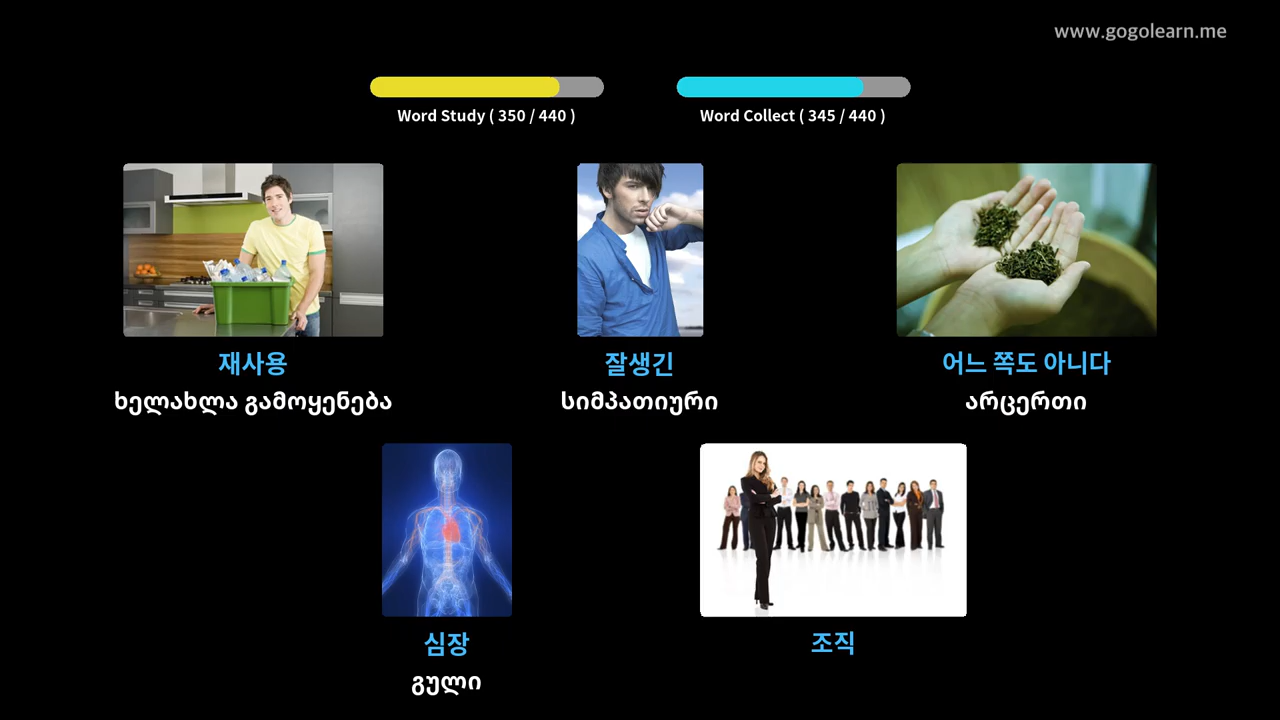 www.gogolearn.me
Word Study ( 350 / 440 )
Word Collect ( 345 / 440 )
재사용
ხელახლა გამოყენება
잘생긴
სიმპათიური
어느 쪽도 아니다
არცერთი
심장
გული
조직